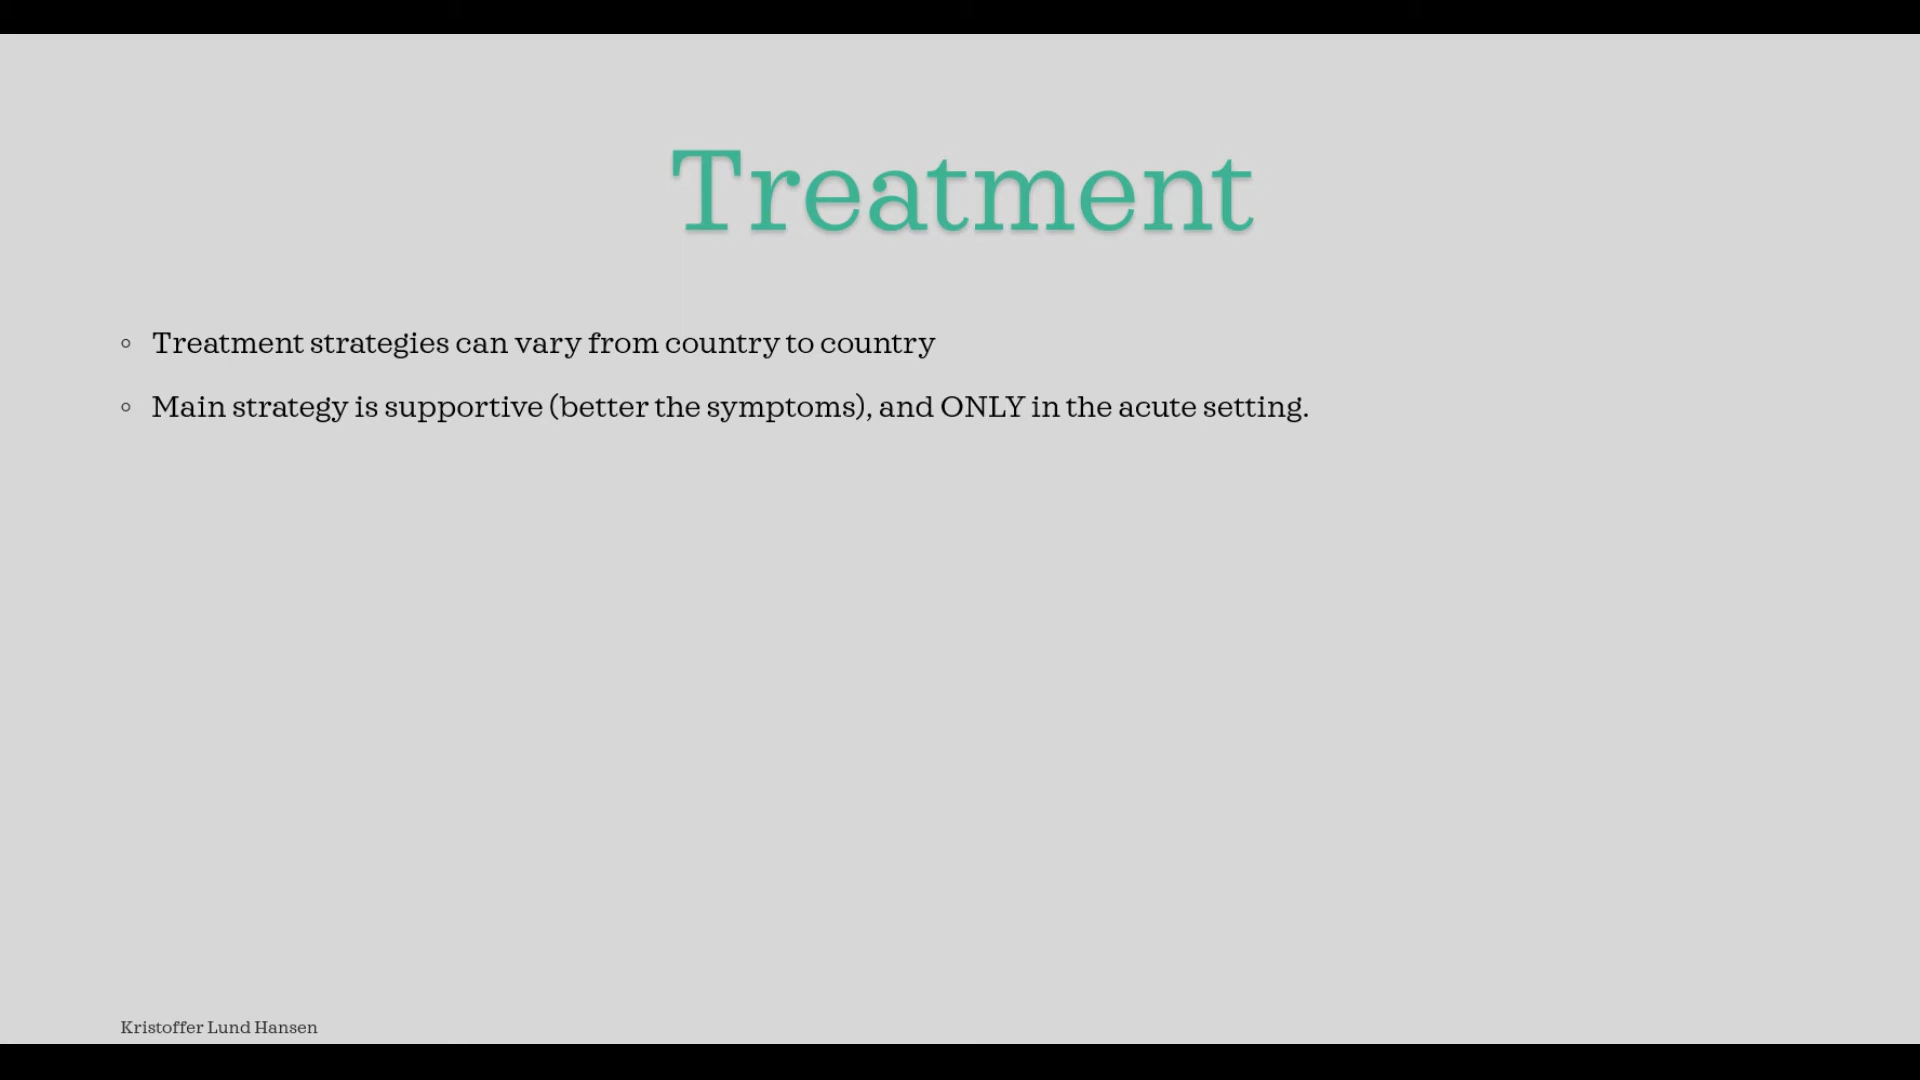 Treatment
◦ Treatment strategies can vary from country to country
◦ Main strategy is supportive (better the symptoms), and ONLY in the acute setting.
Kristoffer Lund Hansen